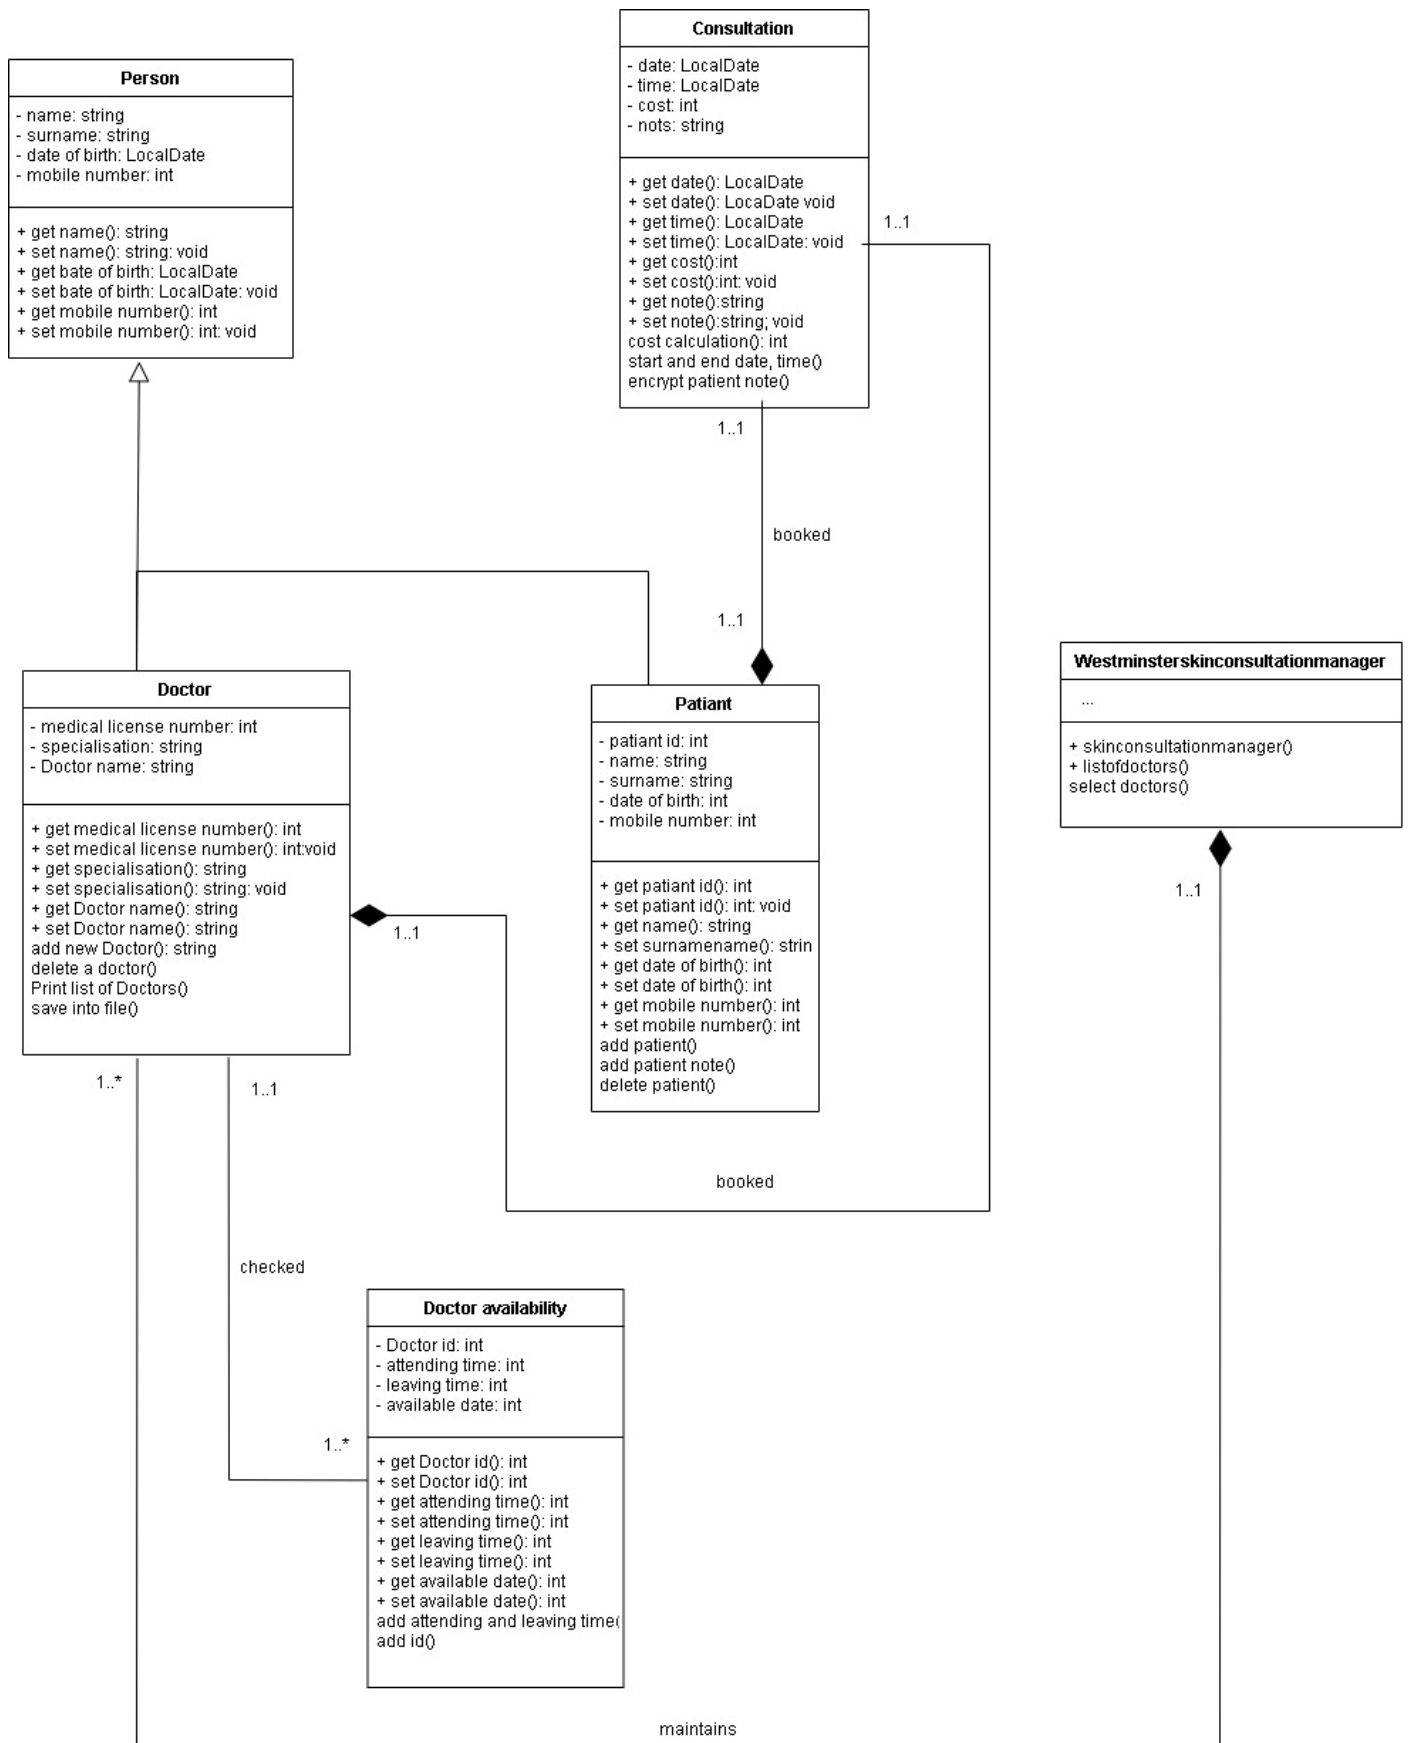 Consultation
- date: LocalDate
- time: LocalDate
- cost: int
- nots: string
+ get date(): LocalDate
+ set date(): LocaDate void
+ get time(): LocalDate
+ set time(): LocalDate: void
+ get cost():int
+ set cost():int: void
+ get note():string
+ set note():string; void
cost calculation(): int
start and end date, time()
encrypt patient note()
1..1
1..1
booked
1..1
Person
- name: string
- surname: string
- date of birth: LocalDate
- mobile number: int
+ get name(): string
+ set name(): string: void
+ get bate of birth: LocalDate
+ set bate of birth: LocalDate: void
+ get mobile number(): int
+ set mobile number(): int: void
Doctor
- medical license number: int
- specialisation: string
- Doctor name: string
+ get medical license number(): int
+ set medical license number(): int:void
+ get specialisation(): string
+ set specialisation(): string: void
+ get Doctor name(): string
+ set Doctor name(): string
add new Doctor(): string
delete a doctor()
Print list of Doctors()
save into file()
1..1
1..*
1..1
Patiant
- patiant id: int
- name: string
- surname: string
- date of birth: int
- mobile number: int
+ get patiant id(): int
+ set patiant id(): int: void
+ get name(): string
+ set surnamename(): strin
+ get date of birth(): int
+ set date of birth(): int
+ get mobile number(): int
+ set mobile number(): int
add patient()
add patient note()
delete patient()
Westminsterskinconsultationmanager
...
+ skinconsultationmanager()
+ listofdoctors()
select doctors()
1..1
booked
checked
Doctor availability
- Doctor id: int
- attending time: int
- leaving time: int
- available date: int
1..*
+ get Doctor id(): int
+ set Doctor id(): int
+ get attending time(): int
+ set attending time(): int
+ get leaving time(): int
+ set leaving time(): int
+ get available date(): int
+ set available date(): int
add attending and leaving time(
add id()
maintains